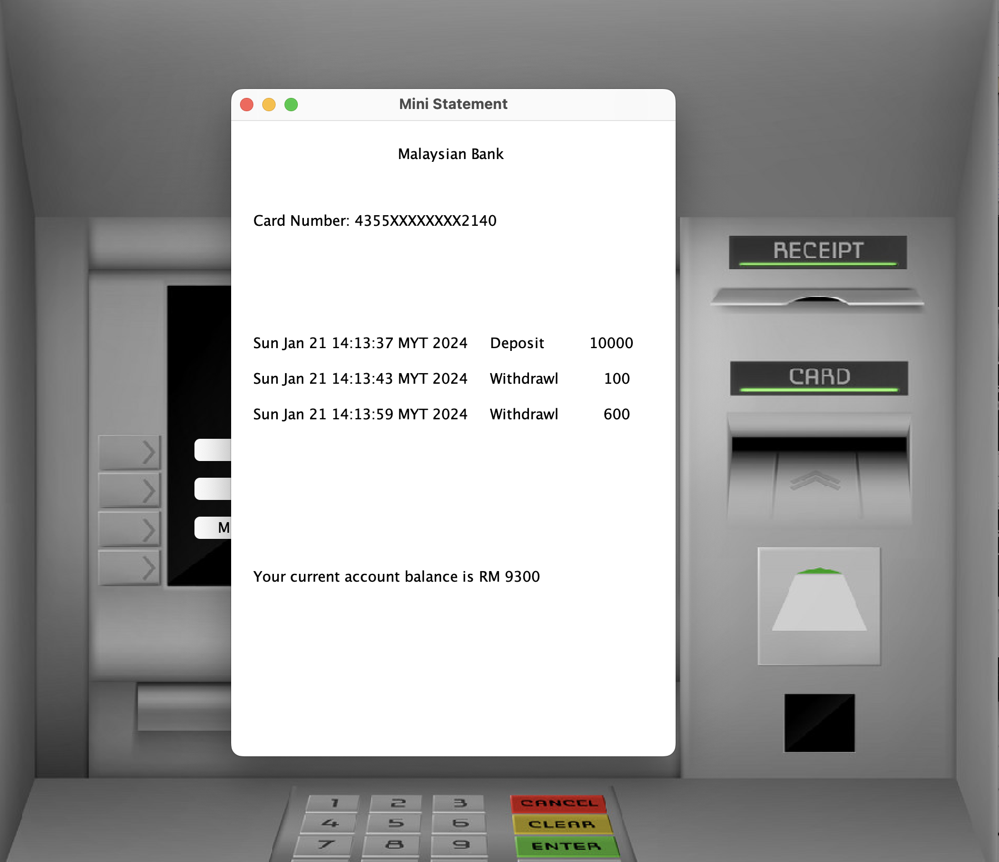 Mini Statement
Malaysian Bank
Card Number: 4355XXXXXXXX2140
Sun Jan 21 14:13:37 MYT 2024 Deposit 10000
Sun Jan 21 14:13:43 MYT 2024 Withdrawl 100
Sun Jan 21 14:13:59 MYT 2024 Withdrawl 600
M
Your current account balance is RM 9300
RECEIPT
CARD
1 2 3 CANCEL
4 5 6 CLEAR
7 8 9 ENTER